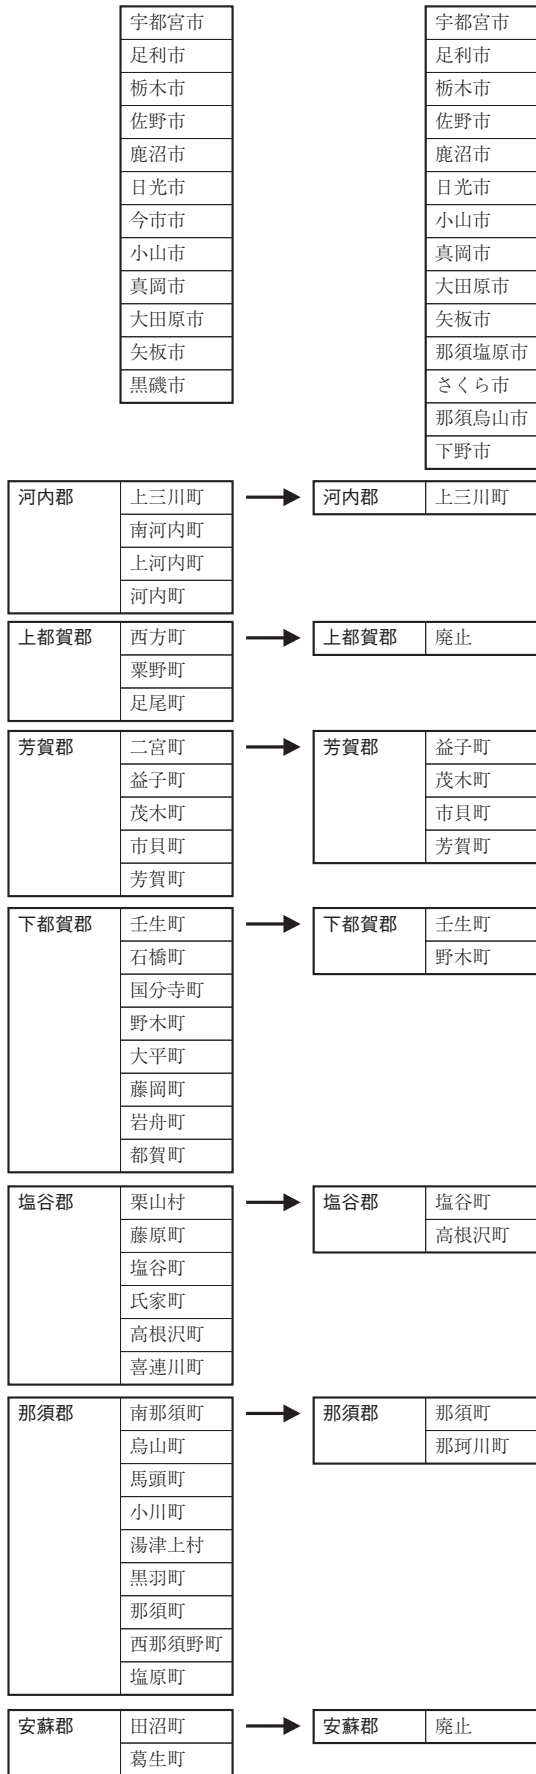 宇都宮市 宇都宮市
足利市 足利市
栃木市 栃木市
佐野市 佐野市
鹿沼市 鹿沼市
日光市 日光市
今市市 小山市
小山市 真岡市
真岡市 大田原市
大田原市 矢板市
矢板市 那須塩原市
黒磯市 さくら市
那須烏山市
下野市
河内郡 上三川町 河内郡 上三川町
南河内町
上河内町
河内町
上都賀郡 西方町 上都賀郡 廃止
粟野町
足尾町
芳賀郡 二宮町 芳賀郡 益子町
益子町 茂木町
茂木町 市貝町
市貝町 芳賀町
芳賀町
下都賀郡 壬生町 下都賀郡 壬生町
石橋町 野木町
国分寺町
野木町
大平町
藤岡町
岩舟町
都賀町
塩谷郡 栗山村 塩谷郡 塩谷町
藤原町 高根沢町
塩谷町
氏家町
高根沢町
喜連川町
那須郡 南那須町 那須郡 那須町
烏山町 那珂川町
馬頭町
小川町
湯津上村
黒羽町
那須町
西那須野町
塩原町
安蘇郡 田沼町 安蘇郡 廃止
葛生町